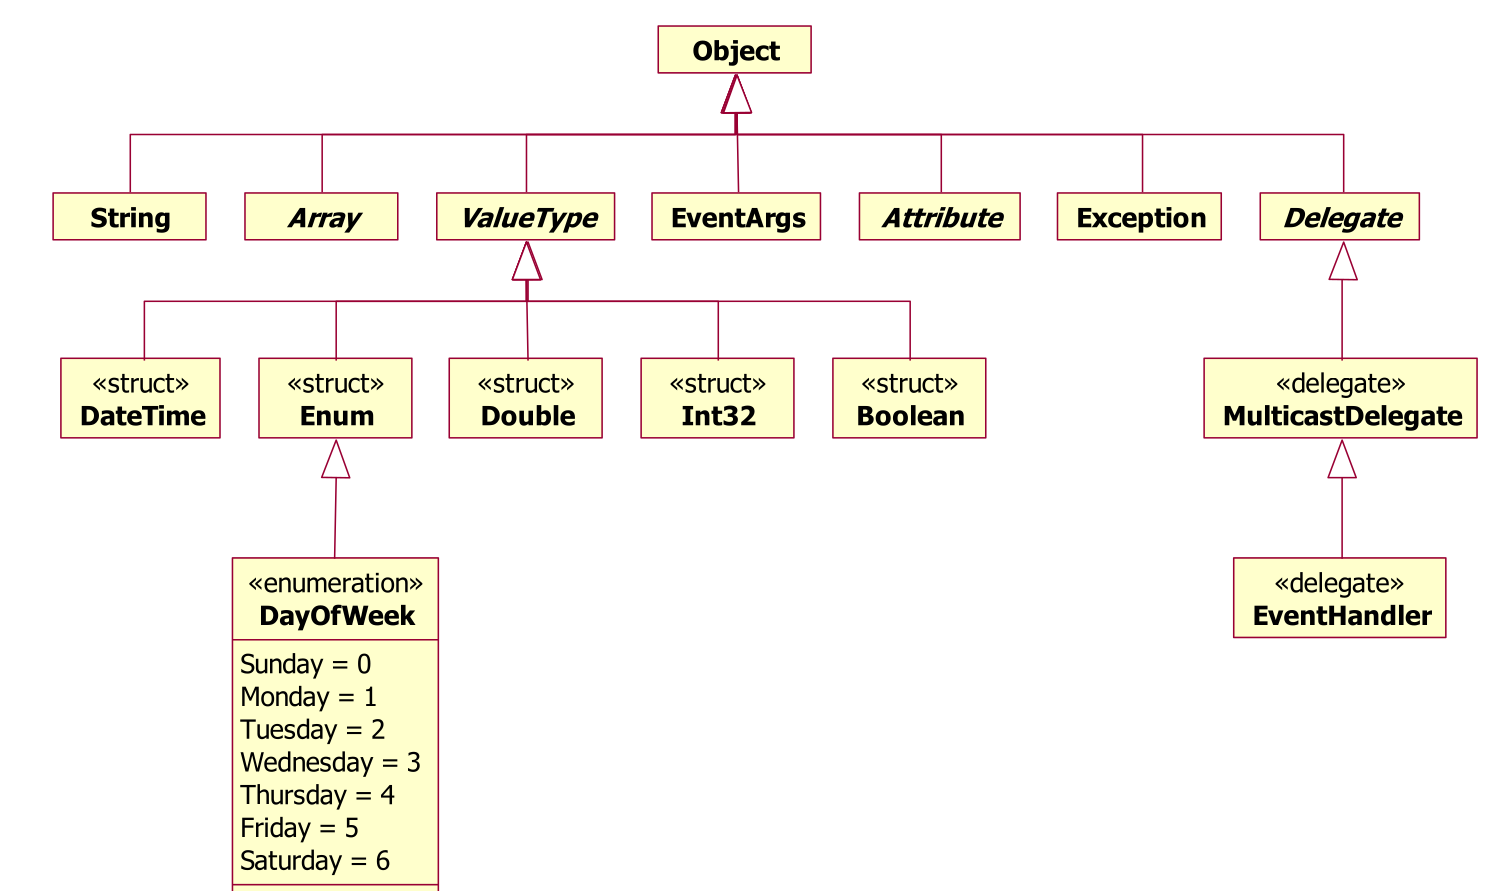 Object
String
Array
ValueType
EventArgs
Attribute
Exception
Delegate
«struct»
DateTime
«struct»
Enum
«struct»
Double
«struct»
Int32
«struct»
Boolean
«delegate»
MulticastDelegate
«enumeration»
DayOfWeek
Sunday = 0
Monday = 1
Tuesday = 2
Wednesday = 3
Thursday = 4
Friday = 5
Saturday = 6
«delegate»
EventHandler